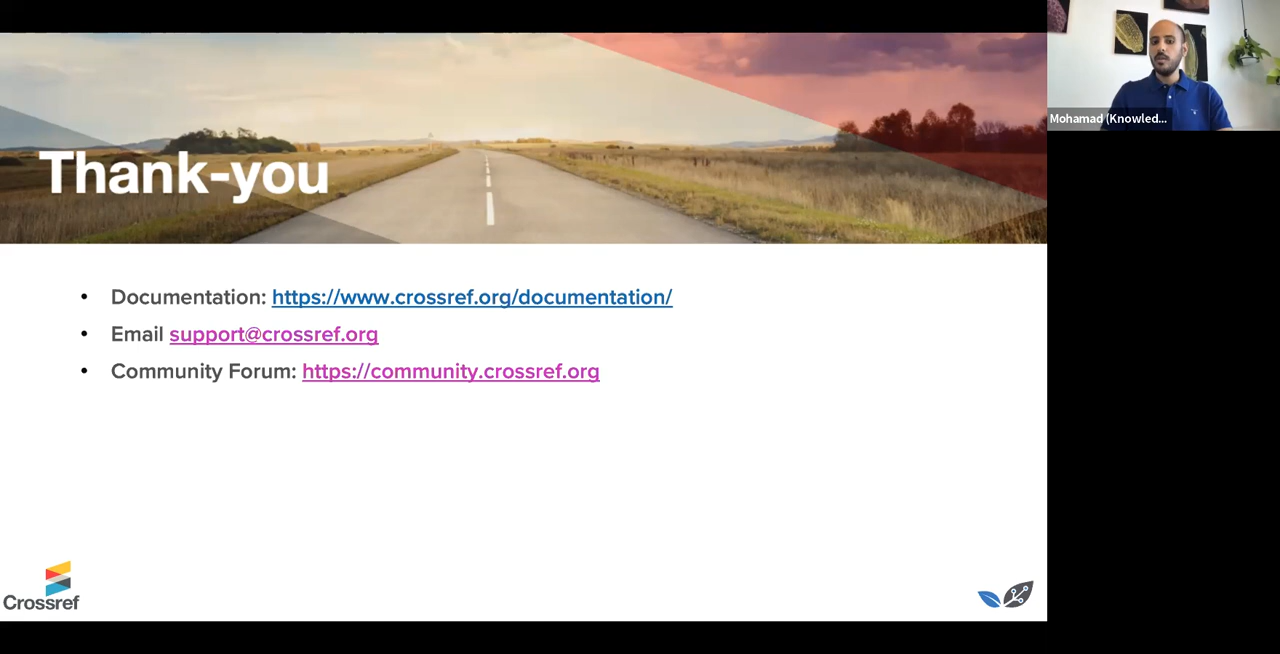 Thank-you
Mohamad (Knowled...
• Documentation: https://www.crossref.org/documentation/
• Email support@crossref.org
• Community Forum: https://community.crossref.org
Crossref